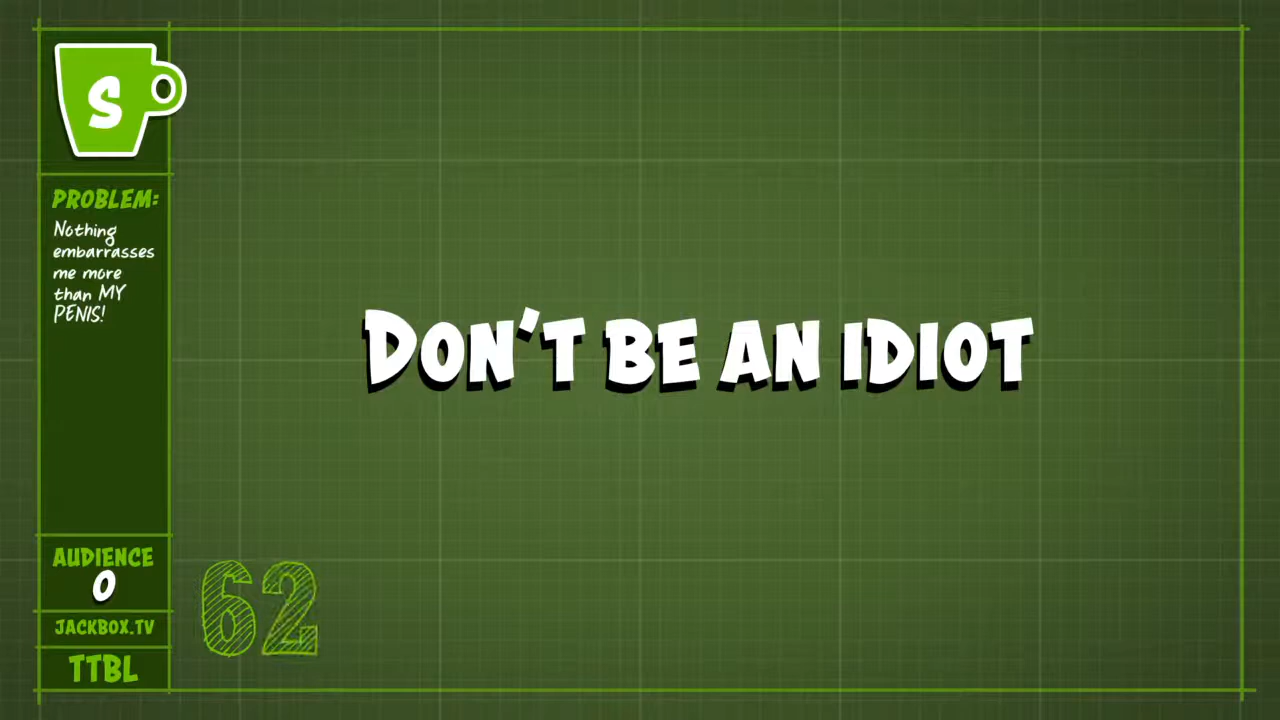 S
PROBLEM:
Nothing
embarrasses
me more
than MY
PENIS!
DON'T BE AN IDIOT
AUDIENCE
0
JACKBOX.TV
TTBL
62